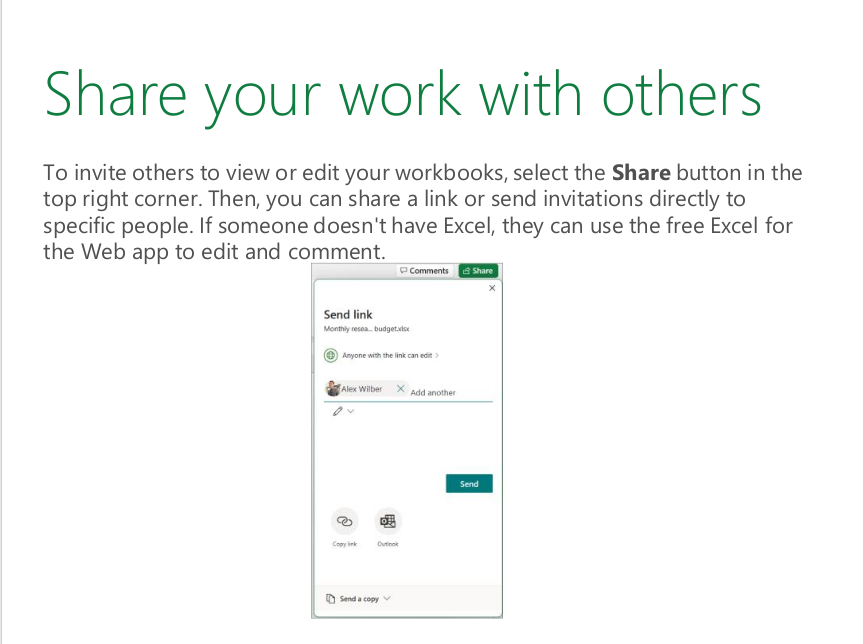 Share your work with others
To invite others to view or edit your workbooks, select the Share button in the
top right corner. Then, you can share a link or send invitations directly to
specific people. If someone doesn't have Excel, they can use the free Excel for
the Web app to edit and comment.
Comments Share
Send link
Monthly resea... budget.xlsx
Anyone with the link can edit
Alex Wilber Add another
Send
Copy link Outlook
Send a copy